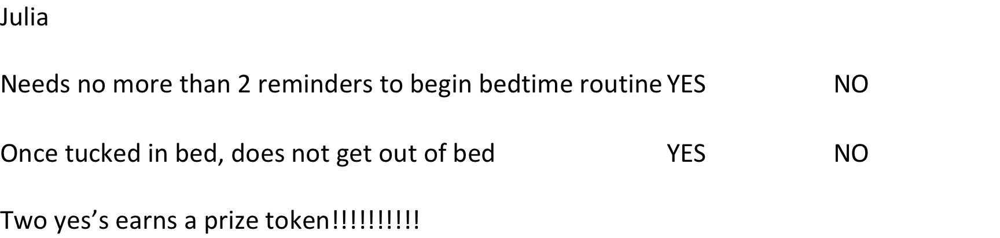 Julia
Needs no more than 2 reminders to begin bedtime routine YES NO
Once tucked in bed, does not get out of bed YES NO
Two yes’s earns a prize token!!!!!!!!!!